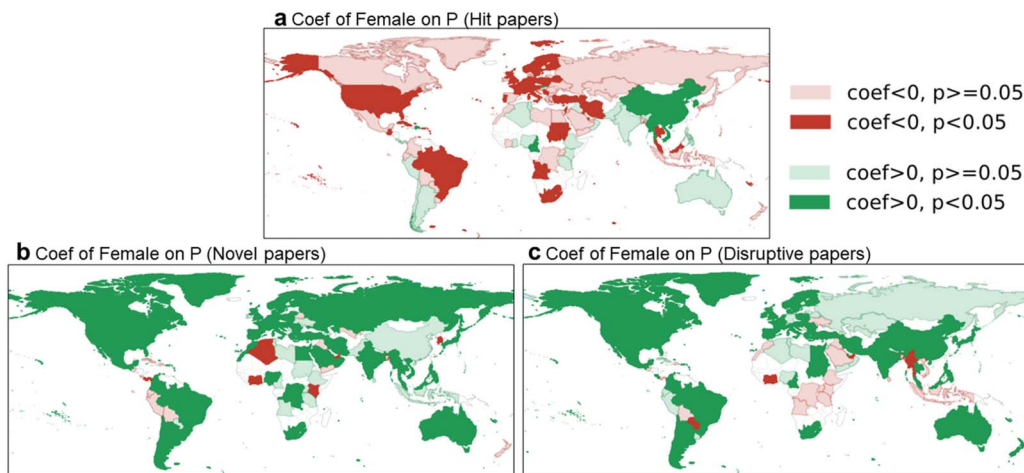 a Coef of Female on P (Hit papers)
coef<0, p>=0.05
coef<0, p<0.05
coef>0, p>=0.05
coef>0, p<0.05
b Coef of Female on P (Novel papers)
c Coef of Female on P (Disruptive papers)